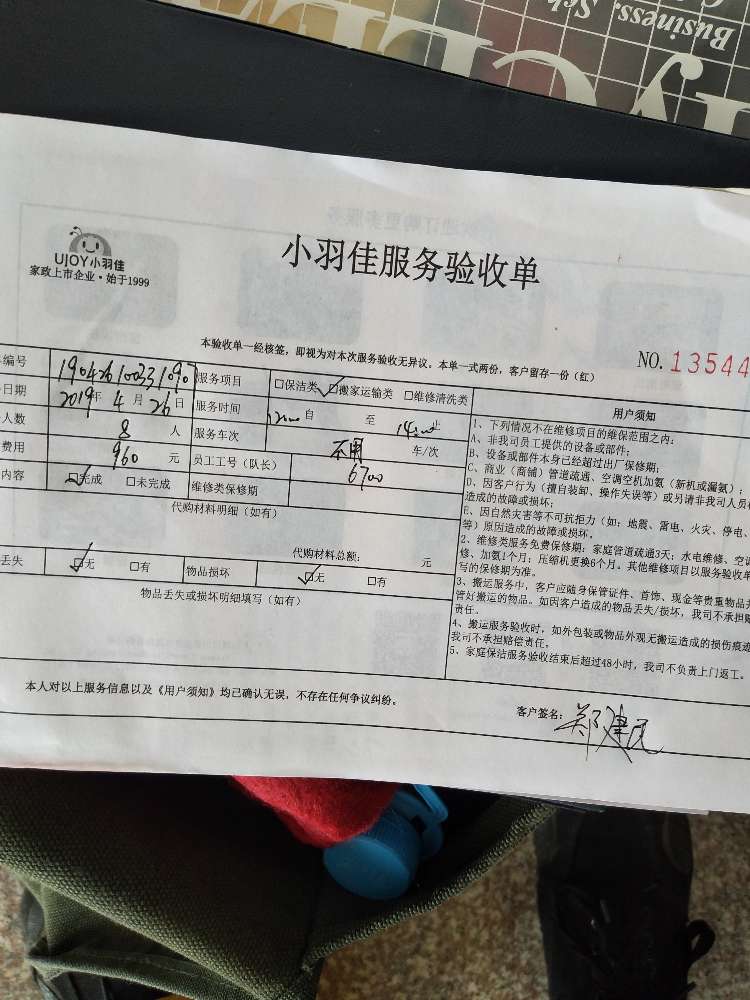 Business, Sch
UJOY小羽佳
家政上市企业·始于1999
小羽佳服务验收单
本验收单一经核签，即视为对本次服务验收无异议。本单一式两份，客户留存一份（红）
NO. 13544
编号 190426100331090
服务项目 □保洁类 ☑搬家运输类 □维修清洗类
日期 2019年 4月 26日
服务时间 自 至 止
人数 8 人
服务车次 不用 车/次
费用 960 元
员工工号（队长） 6700
内容 ☑完成 □未完成
维修类保修期
代购材料明细（如有）
代购材料总额： 元
丢失 ☑无 □有
物品损坏 ☑无 □有
物品丢失或损坏明细填写（如有）
用户须知
1、下列情况不在维修项目的维保范围之内：
A、非我司员工提供的设备或部件；
B、设备或部件本身已经超过出厂保修期；
C、商业（商铺）管道疏通、空调空机加氨（新机或漏氨）；
D、因客户行为（擅自装卸、操作失误等）或另请非我司人员
造成的故障或损坏；
E、因自然灾害等不可抗拒力（如：地震、雷电、火灾、停电、
等）原因造成的故障或损坏。
2、维修类服务免费保修期：家庭管道疏通3天；水电维修、空调
修、加氨1个月；压缩机更换6个月。其他维修项目以服务验收单
写的保修期为准。
3、搬运服务中，客户应随身保管证件、首饰、现金等贵重物品并
管好搬运的物品。如因客户造成的物品丢失/损坏，我司不承担赔
责任。
4、搬运服务验收时，如外包装或物品外观无搬运造成的损伤痕迹
我司不承担赔偿责任。
5、家庭保洁服务验收结束后超过48小时，我司不负责上门返工。
本人对以上服务信息以及《用户须知》均已确认无误，不存在任何争议纠纷。
客户签名：郑建民